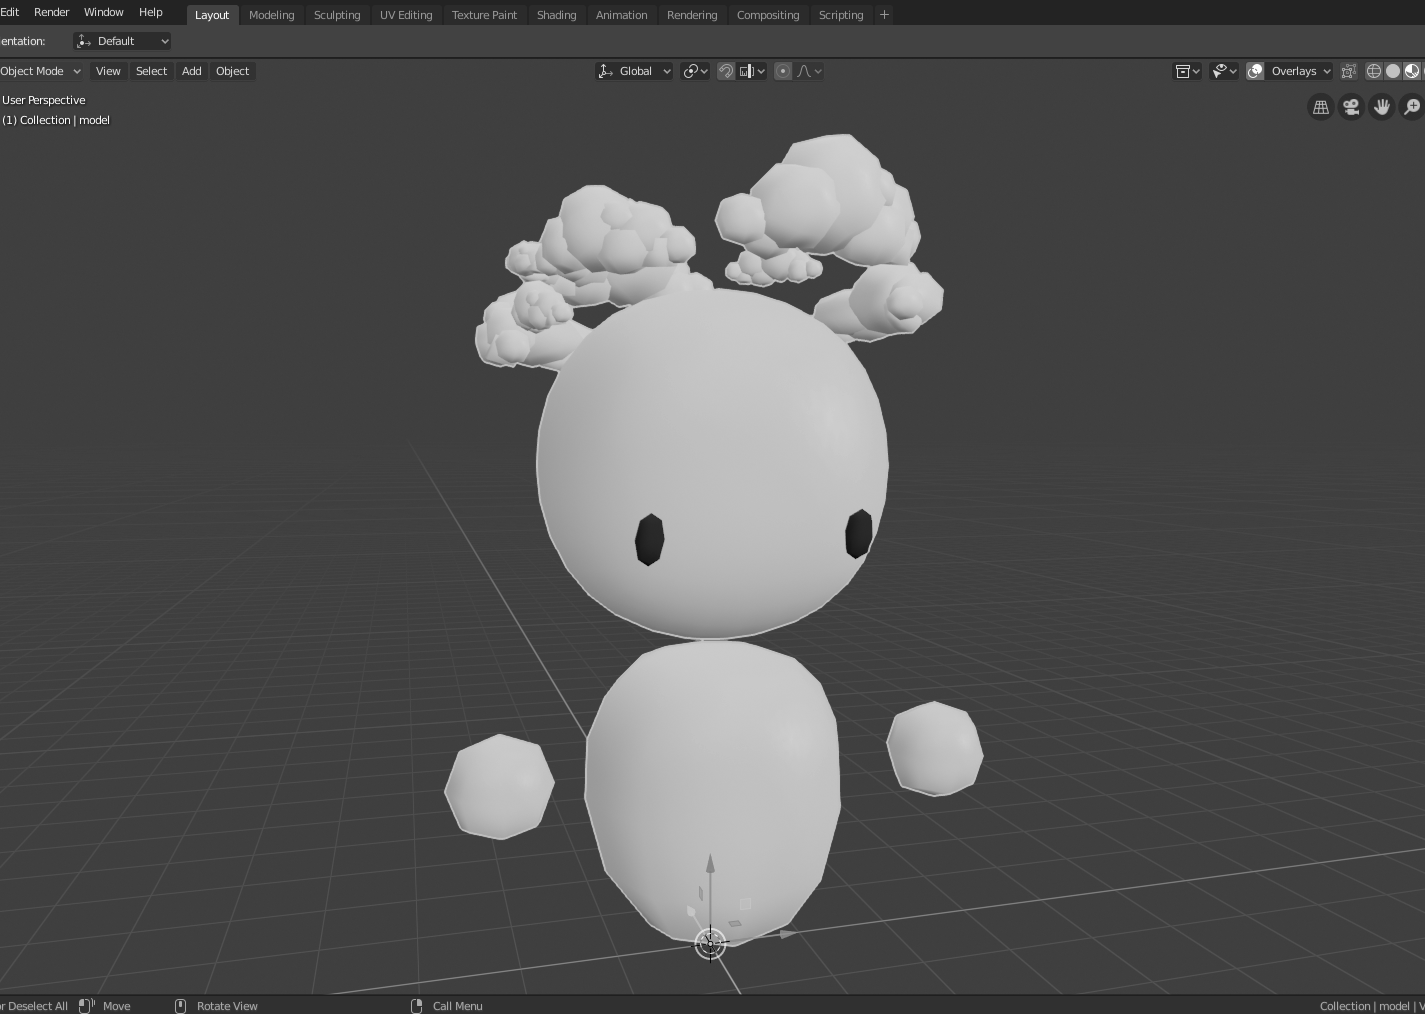 Edit Render Window Help Layout Modeling Sculpting UV Editing Texture Paint Shading Animation Rendering Compositing Scripting +
entation: Default
Object Mode View Select Add Object Global Overlays
User Perspective
(1) Collection | model
or Deselect All Move Rotate View Call Menu Collection | model | V